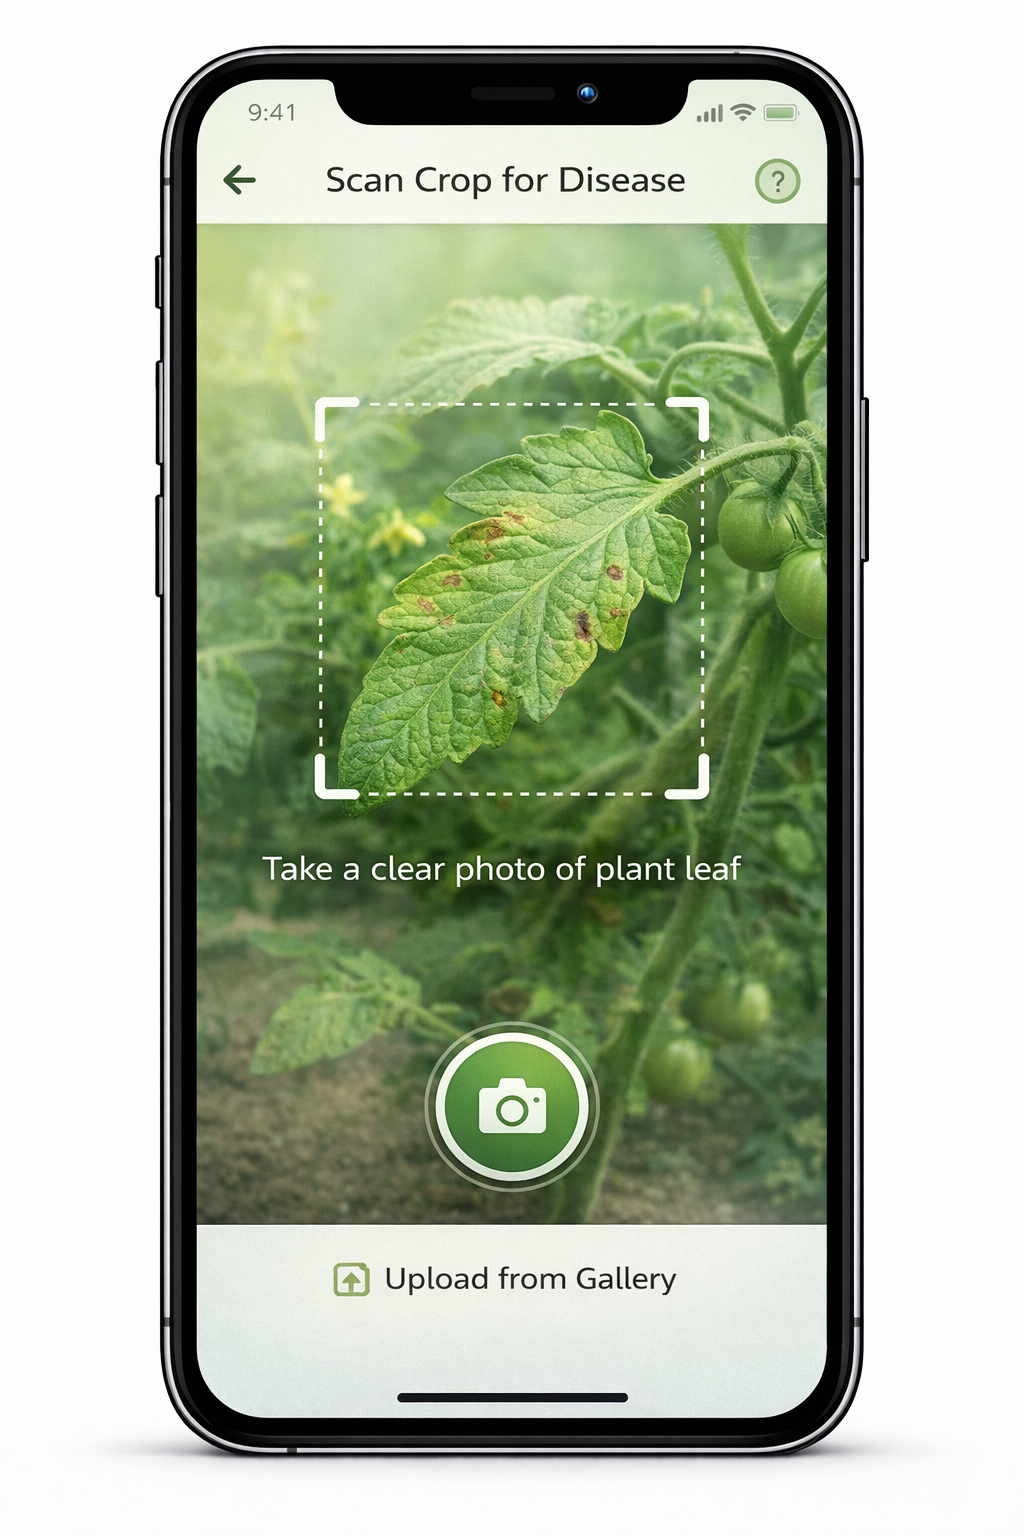 9:41
Scan Crop for Disease
?
Take a clear photo of plant leaf
Upload from Gallery